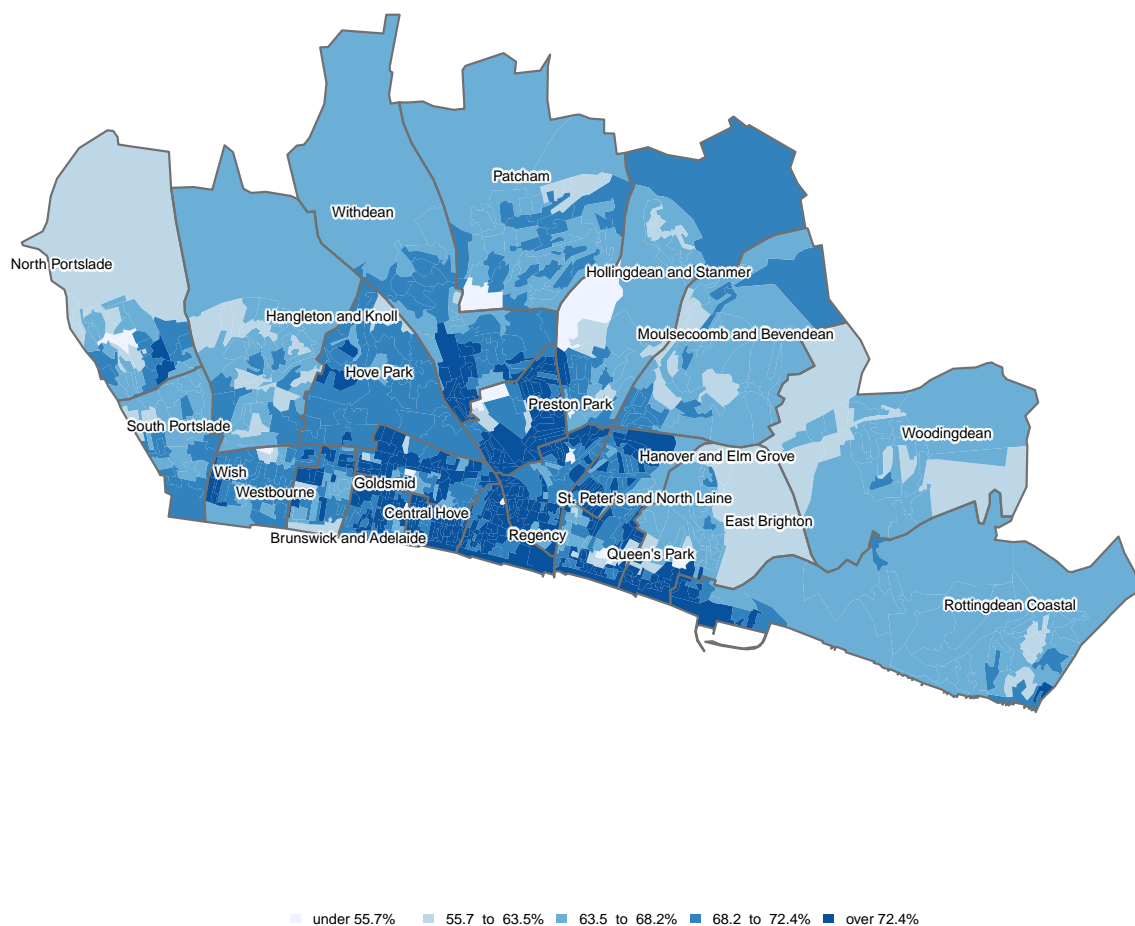 Patcham
Withdean
North Portslade
Hollingdean and Stanmer
Hangleton and Knoll
Moulsecoomb and Bevendean
Hove Park
Preston Park
South Portslade
Woodingdean
Hanover and Elm Grove
Wish
Westbourne
Goldsmid
St. Peter's and North Laine
Central Hove
East Brighton
Brunswick and Adelaide
Regency
Queen's Park
Rottingdean Coastal
under 55.7% 55.7 to 63.5% 63.5 to 68.2% 68.2 to 72.4% over 72.4%